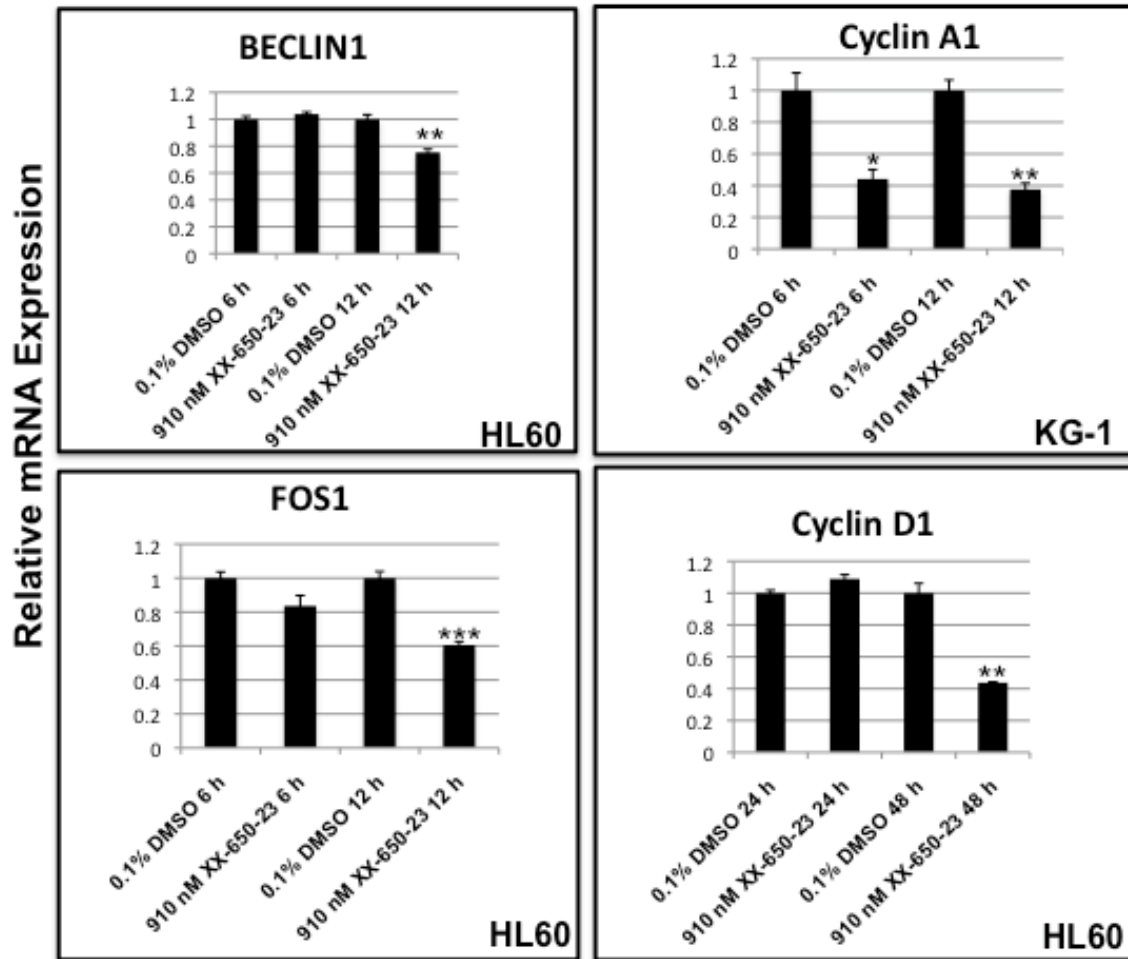 Relative mRNA Expression
BECLIN1
1.2
1
0.8
0.6
0.4
0.2
0
**
0.1% DMSO 6 h
910 nM XX-650-23 6 h
0.1% DMSO 12 h
910 nM XX-650-23 12 h
HL60
Cyclin A1
1.2
1
0.8
0.6
0.4
0.2
0
*
**
0.1% DMSO 6 h
910 nM XX-650-23 6 h
0.1% DMSO 12 h
910 nM XX-650-23 12 h
KG-1
FOS1
1.2
1
0.8
0.6
0.4
0.2
0
***
0.1% DMSO 6 h
910 nM XX-650-23 6 h
0.1% DMSO 12 h
910 nM XX-650-23 12 h
HL60
Cyclin D1
1.2
1
0.8
0.6
0.4
0.2
0
**
0.1% DMSO 24 h
910 nM XX-650-23 24 h
0.1% DMSO 48 h
910 nM XX-650-23 48 h
HL60